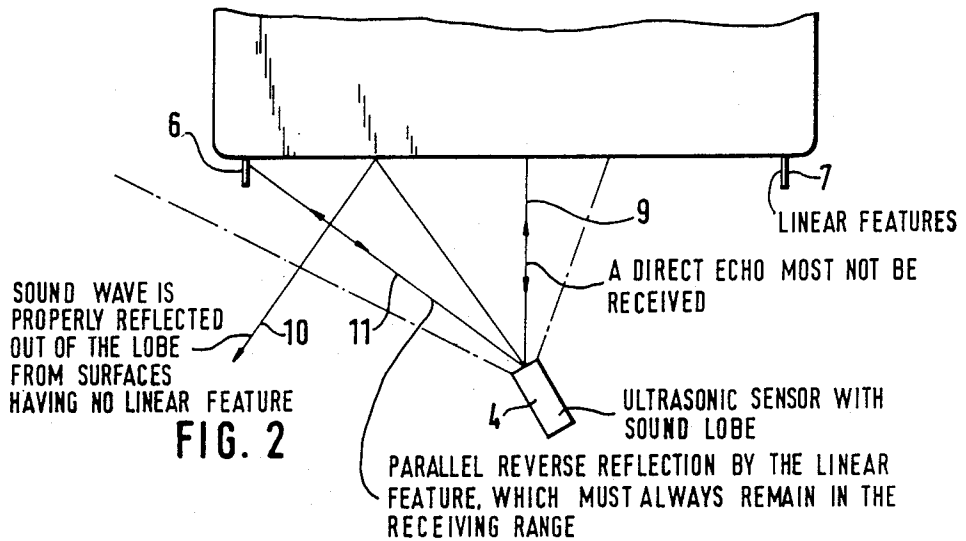 6
7
LINEAR FEATURES
9
A DIRECT ECHO MOST NOT BE
RECEIVED
SOUND WAVE IS
PROPERLY REFLECTED
OUT OF THE LOBE
FROM SURFACES
HAVING NO LINEAR FEATURE
10
11
4
ULTRASONIC SENSOR WITH
SOUND LOBE
FIG. 2
PARALLEL REVERSE REFLECTION BY THE LINEAR
FEATURE, WHICH MUST ALWAYS REMAIN IN THE
RECEIVING RANGE